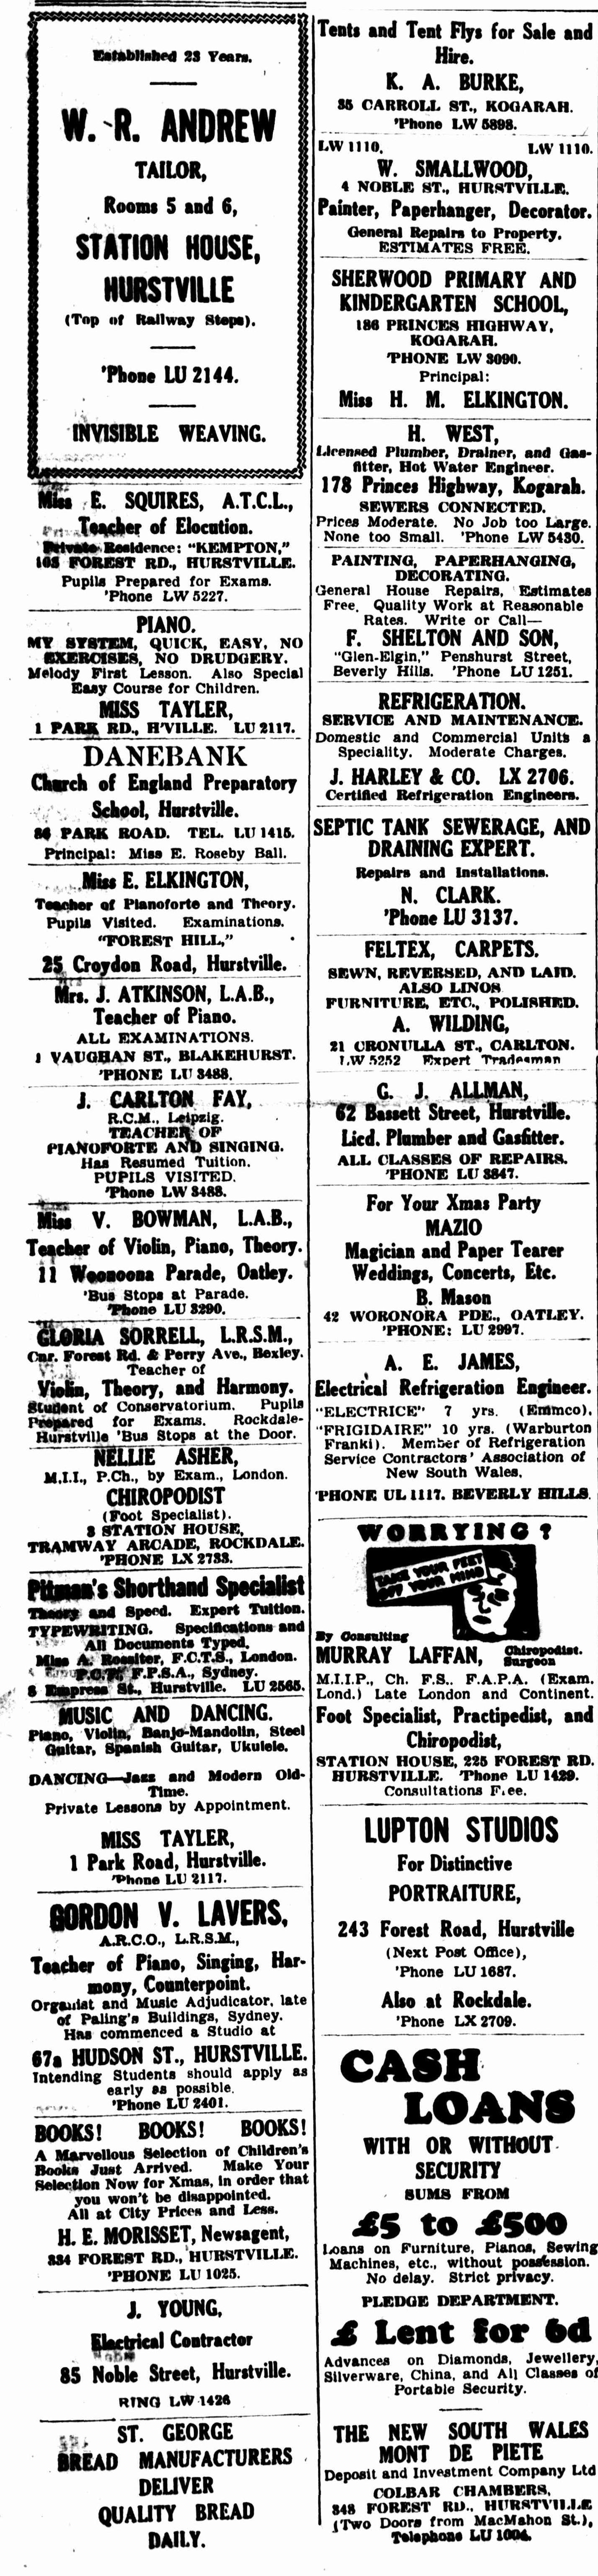 Established 23 Years.
W. R. ANDREW
TAILOR,
Rooms 5 and 6,
STATION HOUSE,
HURSTVILLE
(Top of Railway Steps).
'Phone LU 2144.
INVISIBLE WEAVING.
Miss E. SQUIRES, A.T.C.L.,
Teacher of Elocution.
Private Residence: "KEMPTON,"
FOREST RD., HURSTVILLE.
Pupils Prepared for Exams.
'Phone LW 5227.
PIANO.
MY SYSTEM, QUICK, EASY, NO
EXERCISES, NO DRUDGERY.
Melody First Lesson. Also Special
Easy Course for Children.
MISS TAYLER,
1 PARK RD., H'VILLE. LU 2117.
DANEBANK
Church of England Preparatory
School, Hurstville.
86 PARK ROAD. TEL. LU 1415.
Principal: Miss E. Roseby Ball.
Miss E. ELKINGTON,
Teacher of Pianoforte and Theory.
Pupils Visited. Examinations.
"FOREST HILL,"
25 Croydon Road, Hurstville.
Mrs. J. ATKINSON, L.A.B.,
Teacher of Piano.
ALL EXAMINATIONS.
1 VAUGHAN ST., BLAKEHURST.
'PHONE LU 3488.
J. CARLTON FAY,
R.C.M., Leipzig.
TEACHER OF
PIANOFORTE AND SINGING.
Has Resumed Tuition.
PUPILS VISITED.
'Phone LW 3488.
Miss V. BOWMAN, L.A.B.,
Teacher of Violin, Piano, Theory.
11 Woonoona Parade, Oatley.
'Bus Stops at Parade.
'Phone LU 3290.
GLORIA SORRELL, L.R.S.M.,
Cnr. Forest Rd. & Perry Ave., Bexley.
Teacher of
Violin, Theory, and Harmony.
Student of Conservatorium. Pupils
Prepared for Exams. Rockdale-
Hurstville 'Bus Stops at the Door.
NELLIE ASHER,
M.I.I., P.Ch., by Exam., London.
CHIROPODIST
(Foot Specialist).
3 STATION HOUSE,
TRAMWAY ARCADE, ROCKDALE.
'PHONE LX 2733.
Pitman's Shorthand Specialist
Theory and Speed. Expert Tuition.
TYPEWRITING. Specifications and
All Documents Typed.
Miss A. Rossiter, F.C.T.S., London.
F.P.S.A., Sydney.
8 Empress St., Hurstville. LU 2565.
MUSIC AND DANCING.
Piano, Violin, Banjo-Mandolin, Steel
Guitar, Spanish Guitar, Ukulele.
DANCING—Jazz and Modern Old-
Time.
Private Lessons by Appointment.
MISS TAYLER,
1 Park Road, Hurstville.
'Phone LU 2117.
GORDON V. LAVERS,
A.R.C.O., L.R.S.M.,
Teacher of Piano, Singing, Har-
mony, Counterpoint.
Organist and Music Adjudicator, late
of Paling's Buildings, Sydney.
Has commenced a Studio at
67a HUDSON ST., HURSTVILLE.
Intending Students should apply as
early as possible.
'Phone LU 2401.
BOOKS! BOOKS! BOOKS!
A Marvellous Selection of Children's
Books Just Arrived. Make Your
Selection Now for Xmas, in order that
you won't be disappointed.
All at City Prices and Less.
H. E. MORISSET, Newsagent,
334 FOREST RD., HURSTVILLE.
'PHONE LU 1025.
J. YOUNG,
Electrical Contractor
85 Noble Street, Hurstville.
RING LW 1426
ST. GEORGE
BREAD MANUFACTURERS
DELIVER
QUALITY BREAD
DAILY.
Tents and Tent Flys for Sale and
Hire.
K. A. BURKE,
35 CARROLL ST., KOGARAH.
'Phone LW 5898.
LW 1110. LW 1110.
W. SMALLWOOD,
4 NOBLE ST., HURSTVILLE.
Painter, Paperhanger, Decorator.
General Repairs to Property.
ESTIMATES FREE.
SHERWOOD PRIMARY AND
KINDERGARTEN SCHOOL,
186 PRINCES HIGHWAY,
KOGARAH.
'PHONE LW 3090.
Principal:
Miss H. M. ELKINGTON.
H. WEST,
Licensed Plumber, Drainer, and Gas-
fitter, Hot Water Engineer.
178 Princes Highway, Kogarah.
SEWERS CONNECTED.
Prices Moderate. No Job too Large.
None too Small. 'Phone LW 5430.
PAINTING, PAPERHANGING,
DECORATING.
General House Repairs, Estimates
Free. Quality Work at Reasonable
Rates. Write or Call—
F. SHELTON AND SON,
"Glen-Elgin," Penshurst Street,
Beverly Hills. 'Phone LU 1251.
REFRIGERATION.
SERVICE AND MAINTENANCE.
Domestic and Commercial Units a
Speciality. Moderate Charges.
J. HARLEY & CO. LX 2706.
Certified Refrigeration Engineers.
SEPTIC TANK SEWERAGE, AND
DRAINING EXPERT.
Repairs and Installations.
N. CLARK.
'Phone LU 3137.
FELTEX, CARPETS.
SEWN, REVERSED, AND LAID.
ALSO LINOS
FURNITURE, ETC., POLISHED.
A. WILDING,
21 CRONULLA ST., CARLTON.
LW 5252 Expert Tradesman
G. J. ALLMAN,
62 Bassett Street, Hurstville.
Licd. Plumber and Gasfitter.
ALL CLASSES OF REPAIRS.
'PHONE LU 3847.
For Your Xmas Party
MAZIO
Magician and Paper Tearer
Weddings, Concerts, Etc.
B. Mason
42 WORONORA PDE., OATLEY.
'PHONE: LU 2997.
A. E. JAMES,
Electrical Refrigeration Engineer.
"ELECTRICE" 7 yrs. (Emmco).
"FRIGIDAIRE" 10 yrs. (Warburton
Franki). Member of Refrigeration
Service Contractors' Association of
New South Wales.
'PHONE UL 1117. BEVERLY HILLS.
WORRYING?
TAKE YOUR FEET
OFF YOUR MIND
By Consulting
MURRAY LAFFAN, Chiropodist. Surgeon
M.I.I.P., Ch. F.S.. F.A.P.A. (Exam.
Lond.) Late London and Continent.
Foot Specialist, Practipedist, and
Chiropodist,
STATION HOUSE, 225 FOREST RD.
HURSTVILLE. 'Phone LU 1429.
Consultations Free.
LUPTON STUDIOS
For Distinctive
PORTRAITURE,
243 Forest Road, Hurstville
(Next Post Office),
'Phone LU 1687.
Also at Rockdale.
'Phone LX 2709.
CASH
LOANS
WITH OR WITHOUT
SECURITY
SUMS FROM
£5 to £500
Loans on Furniture, Pianos, Sewing
Machines, etc., without possession.
No delay. Strict privacy.
PLEDGE DEPARTMENT.
£ Lent for 6d
Advances on Diamonds, Jewellery,
Silverware, China, and All Classes of
Portable Security.
THE NEW SOUTH WALES
MONT DE PIETE
Deposit and Investment Company Ltd
COLBAR CHAMBERS,
348 FOREST RD., HURSTVILLE
(Two Doors from MacMahon St.),
Telephone LU 1004.